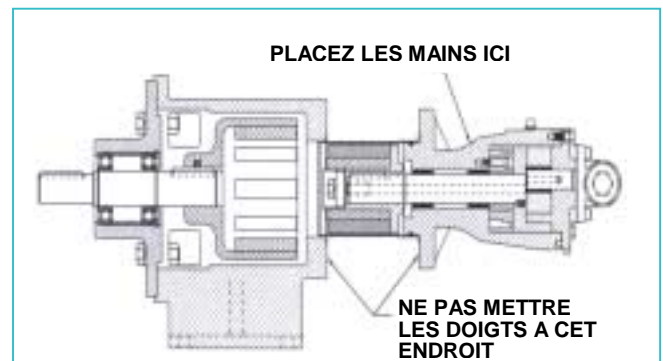 PLACEZ LES MAINS ICI
NE PAS METTRE
LES DOIGTS A CET
ENDROIT